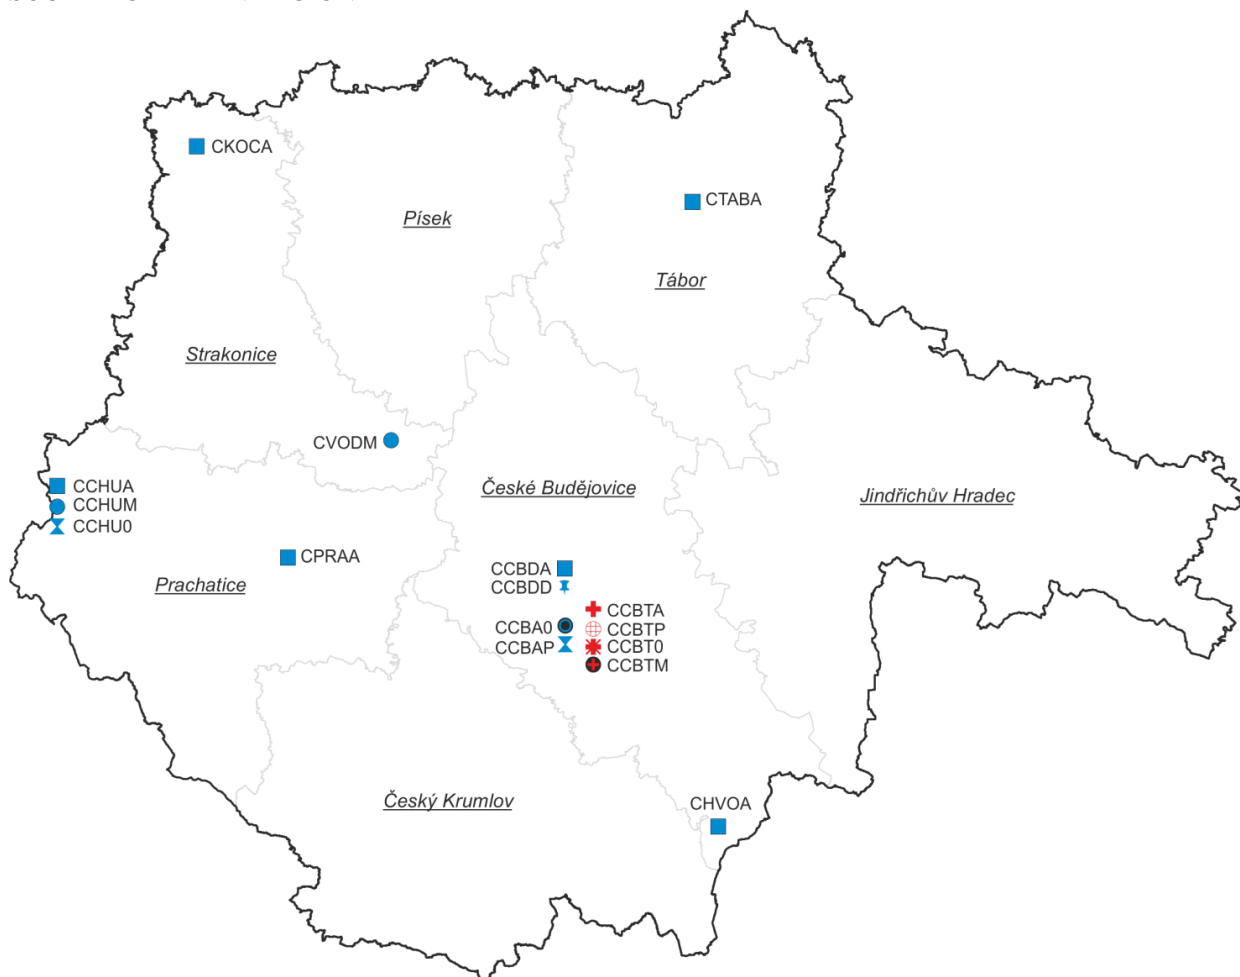 CKOCA
CTABA
Písek
Tábor
Strakonice
CVODM
CCHUA
CCHUM
CCHU0
České Budějovice
Jindřichův Hradec
CPRAA
Prachatice
CCBDA
CCBDD
CCBTA
CCBA0
CCBTP
CCBAP
CCBT0
CCBTM
Český Krumlov
CHVOA